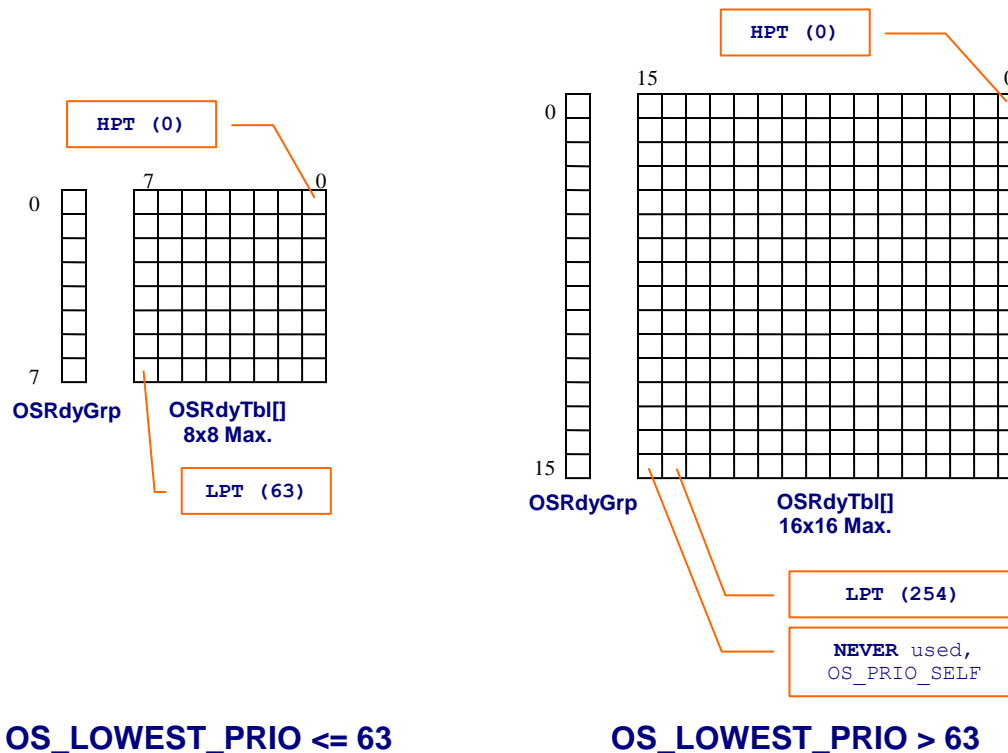 HPT (0)
7
0
0
7
OSRdyGrp
OSRdyTbl[]
8x8 Max.
LPT (63)
OS_LOWEST_PRIO <= 63
HPT (0)
15
0
0
15
OSRdyGrp
OSRdyTbl[]
16x16 Max.
LPT (254)
NEVER used,
OS_PRIO_SELF
OS_LOWEST_PRIO > 63